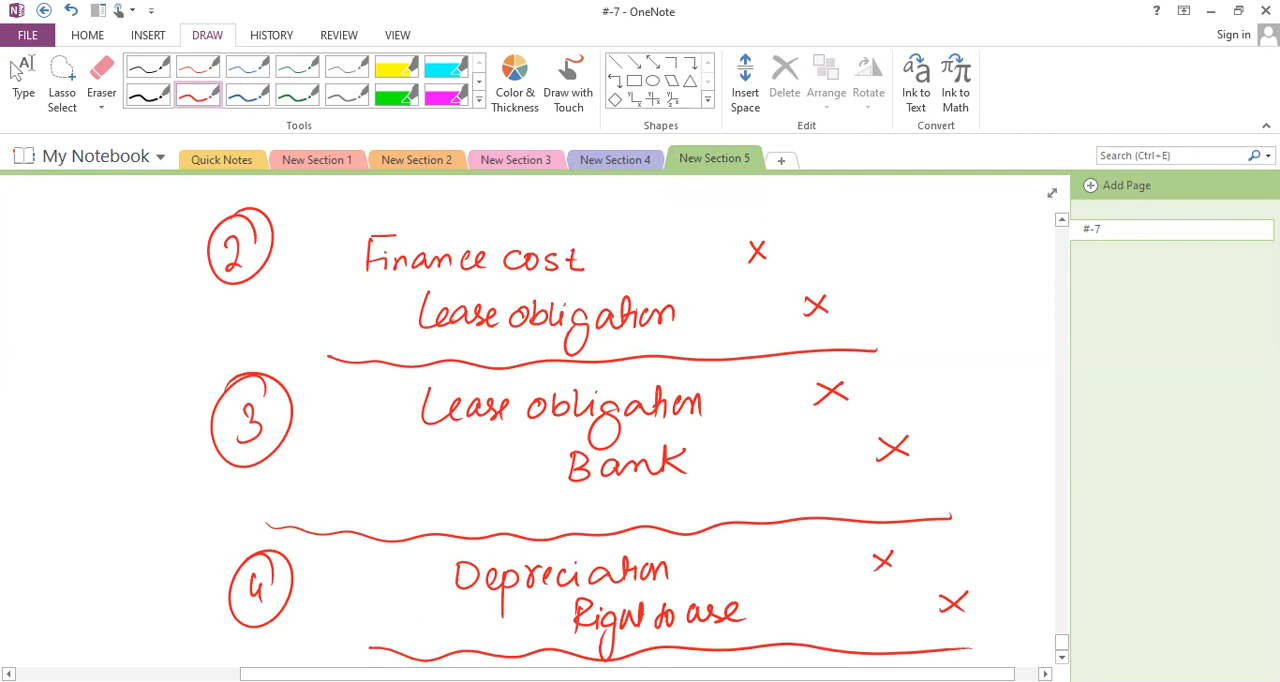 #-7 - OneNote
?
Sign in
FILE HOME INSERT DRAW HISTORY REVIEW VIEW
Type
Lasso Select
Eraser
Color & Thickness
Draw with Touch
Insert Space
Delete
Arrange
Rotate
Ink to Text
Ink to Math
Tools
Shapes
Edit
Convert
My Notebook
Quick Notes
New Section 1
New Section 2
New Section 3
New Section 4
New Section 5
Search (Ctrl+E)
Add Page
#-7
2 Finance cost x
Lease obligation x
3 Lease obligation x
Bank x
4 Depreciation x
Right to use x